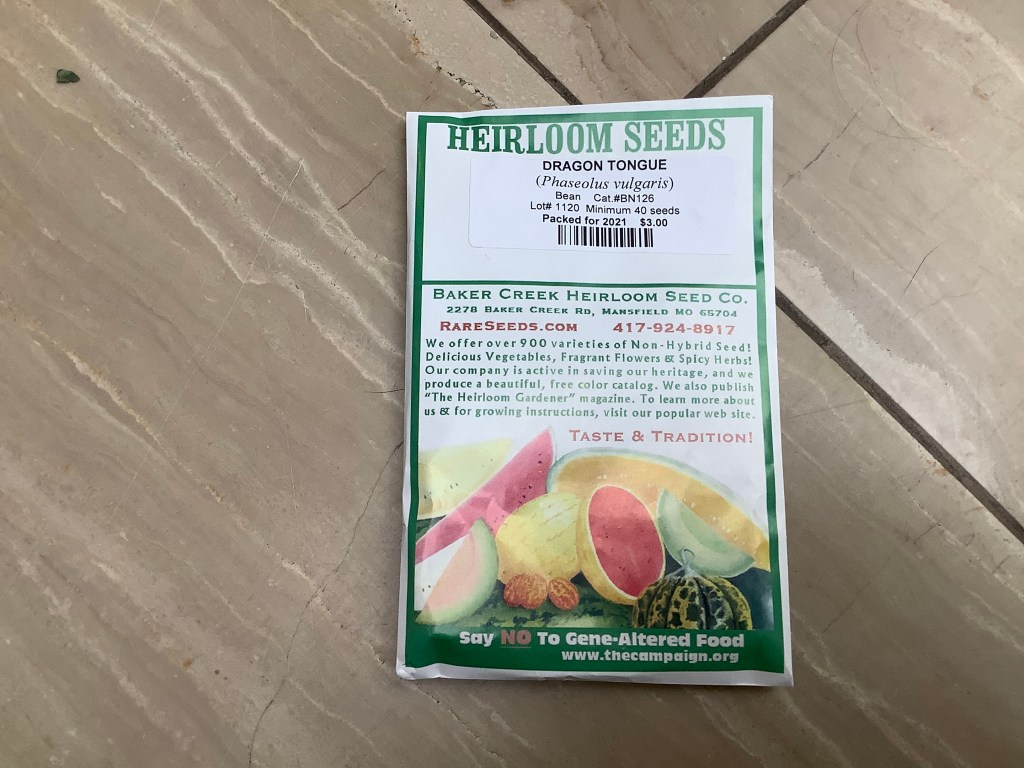 HEIRLOOM SEEDS
DRAGON TONGUE
(Phaseolus vulgaris)
Bean Cat.#BN126
Lot# 1120 Minimum 40 seeds
Packed for 2021 $3.00
BAKER CREEK HEIRLOOM SEED CO.
2278 BAKER CREEK RD, MANSFIELD MO 65704
RARESEEDS.COM 417-924-8917
We offer over 900 varieties of Non-Hybrid Seed!
Delicious Vegetables, Fragrant Flowers & Spicy Herbs!
Our company is active in saving our heritage, and we
produce a beautiful, free color catalog. We also publish
"The Heirloom Gardener" magazine. To learn more about
us & for growing instructions, visit our popular web site.
TASTE & TRADITION!
Say NO To Gene-Altered Food
www.thecampaign.org